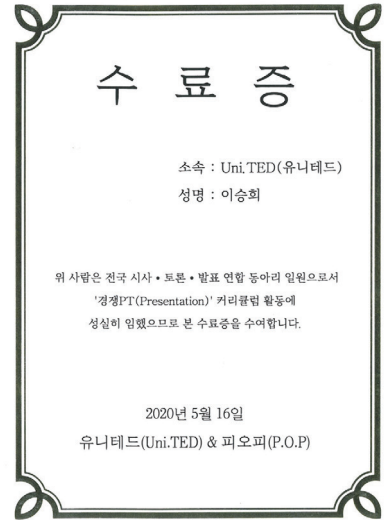 수 료 증
소속 : Uni.TED(유니테드)
성명 : 이승희
위 사람은 전국 시사 • 토론 • 발표 연합 동아리 일원으로서
'경쟁PT(Presentation)' 커리큘럼 활동에
성실히 임했으므로 본 수료증을 수여합니다.
2020년 5월 16일
유니테드(Uni.TED) & 피오피(P.O.P)